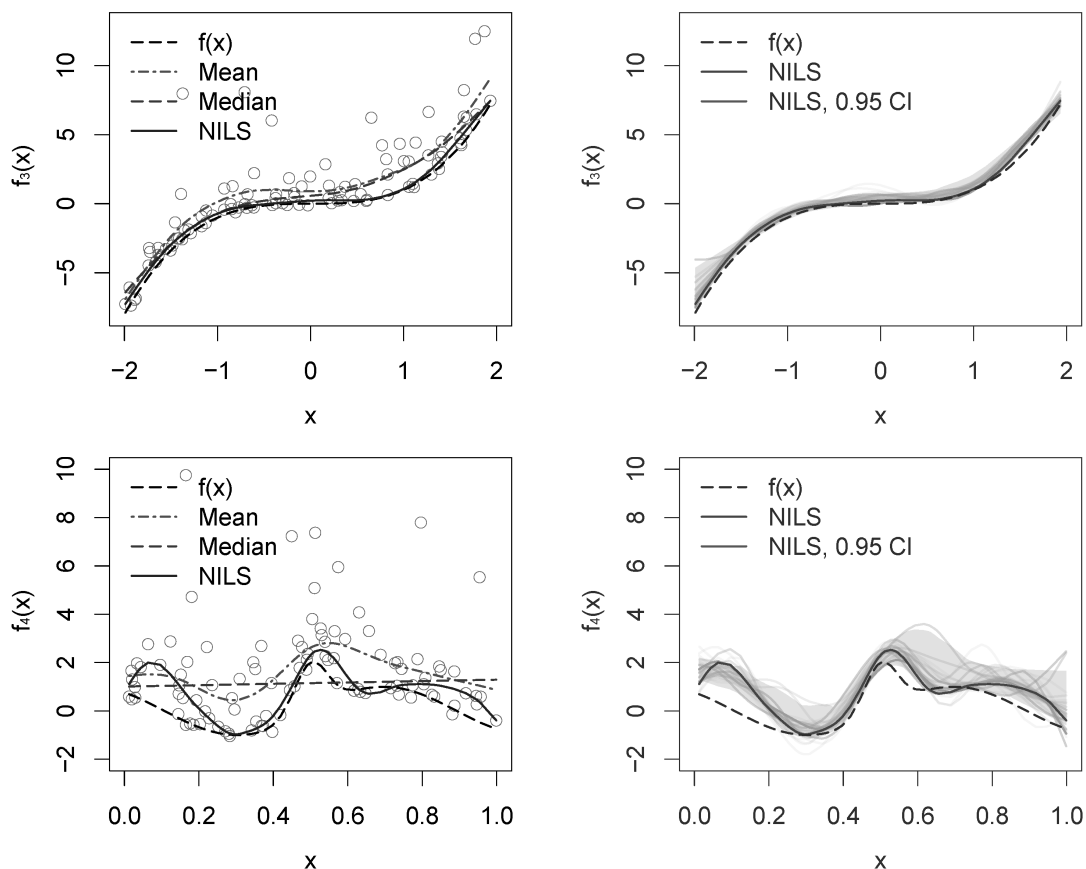 f(x)
Mean
Median
NILS
10
5
0
−5
f₃(x)
−2 −1 0 1 2
x
f(x)
NILS
NILS, 0.95 CI
10
5
0
−5
f₃(x)
−2 −1 0 1 2
x
f(x)
Mean
Median
NILS
10
8
6
4
2
0
−2
f₄(x)
0.0 0.2 0.4 0.6 0.8 1.0
x
f(x)
NILS
NILS, 0.95 CI
10
8
6
4
2
0
−2
f₄(x)
0.0 0.2 0.4 0.6 0.8 1.0
x